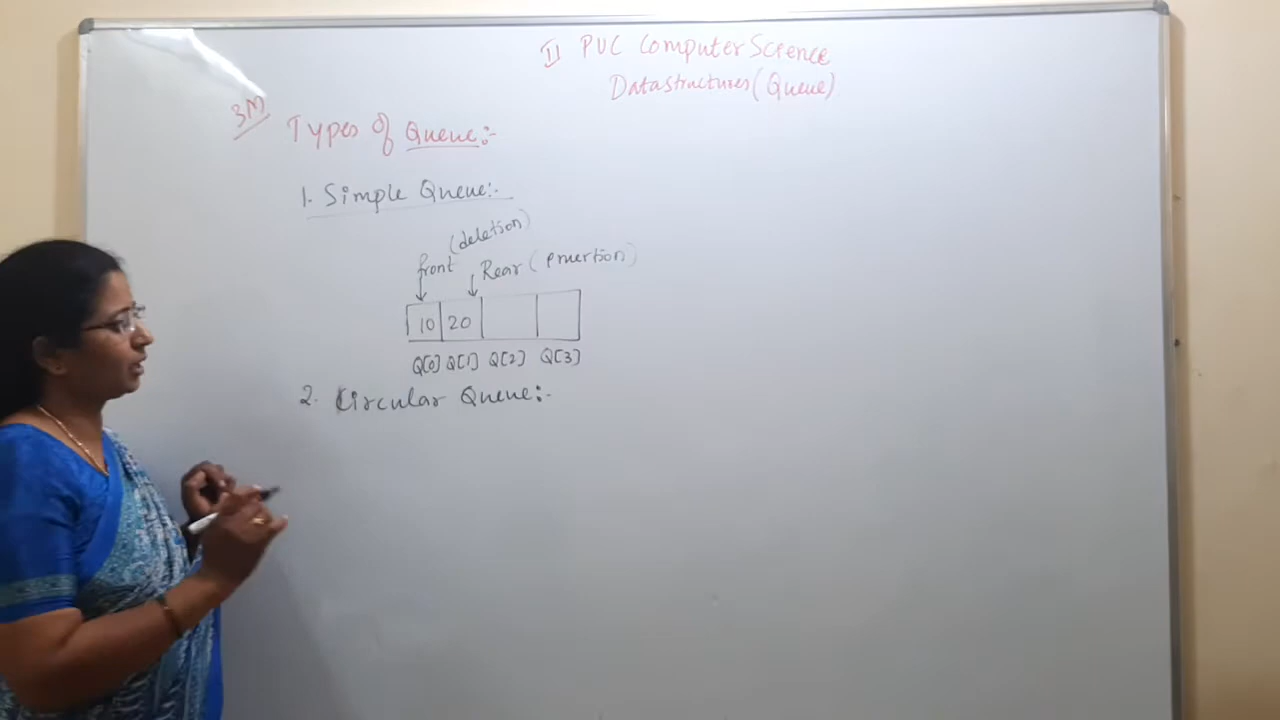 II PUC Computer Science
Datastructures (Queue)
3M
Types of Queue:-
1. Simple Queue:-
(deletion)
front
Rear (insertion)
10 20
Q[0] Q[1] Q[2] Q[3]
2. Circular Queue:-